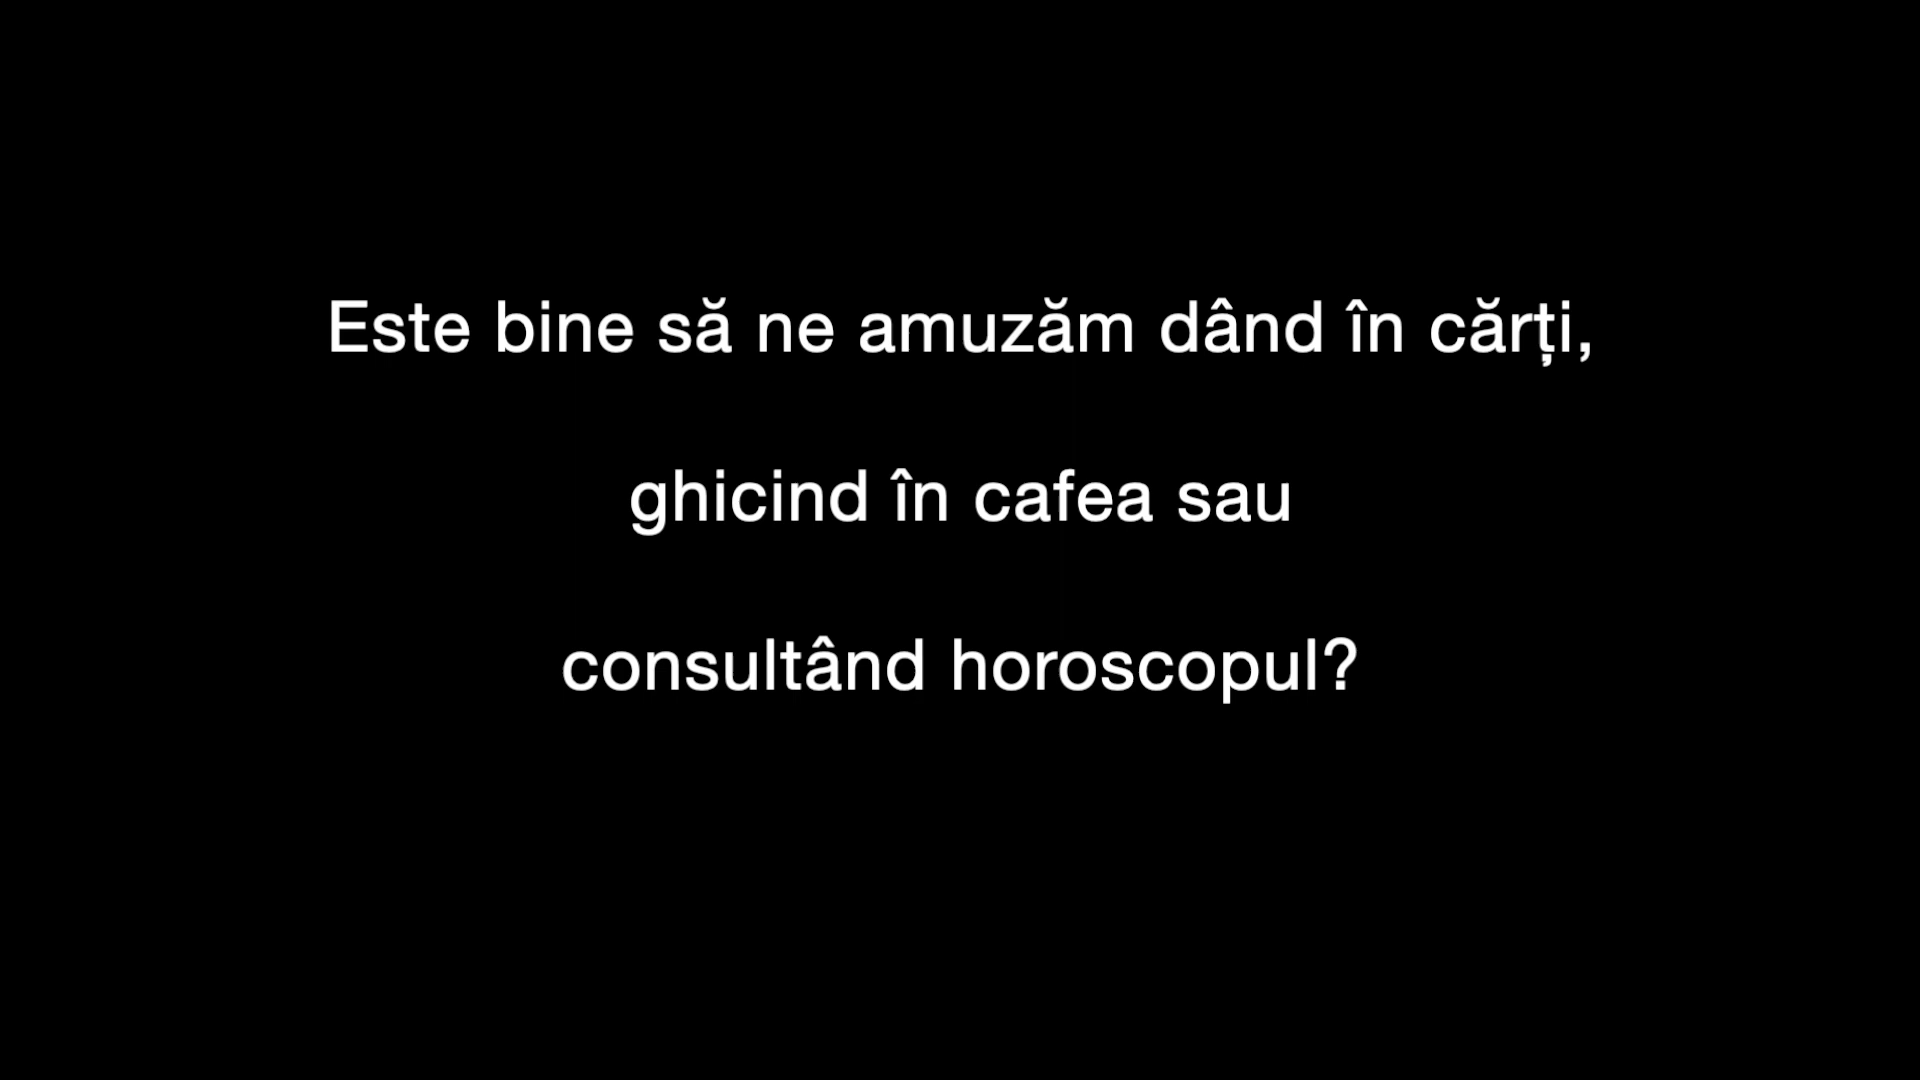 Este bine să ne amuzăm dând în cărți,
ghicind în cafea sau
consultând horoscopul?